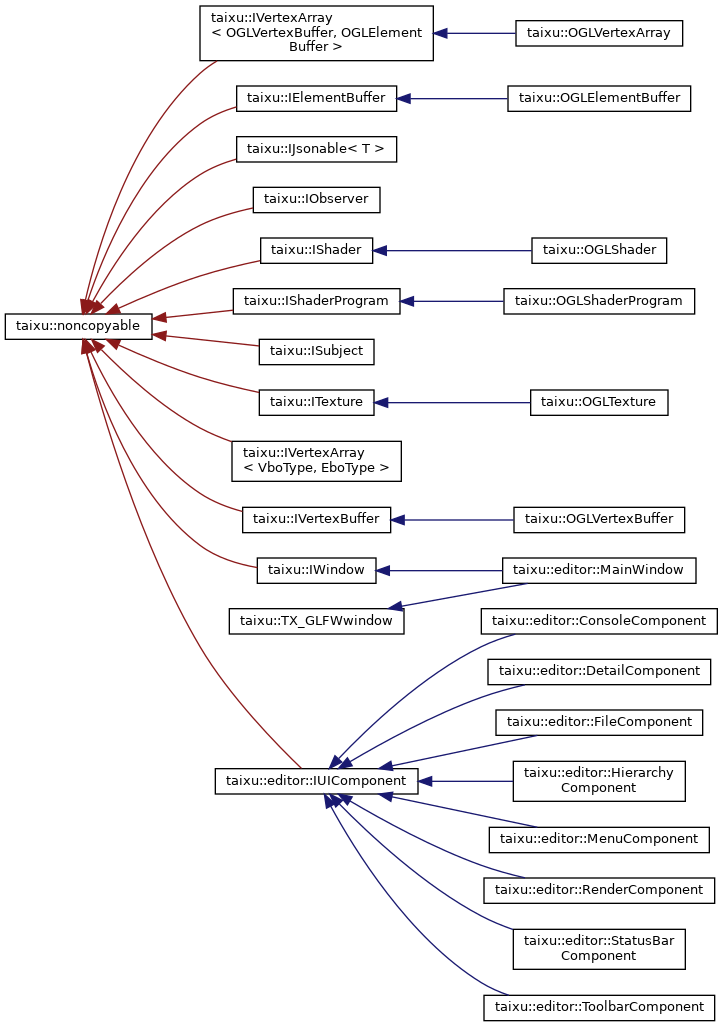 taixu::IVertexArray
< OGLVertexBuffer, OGLElement
Buffer >
taixu::OGLVertexArray
taixu::IElementBuffer
taixu::OGLElementBuffer
taixu::IJsonable< T >
taixu::IObserver
taixu::IShader
taixu::OGLShader
taixu::IShaderProgram
taixu::OGLShaderProgram
taixu::noncopyable
taixu::ISubject
taixu::ITexture
taixu::OGLTexture
taixu::IVertexArray
< VboType, EboType >
taixu::IVertexBuffer
taixu::OGLVertexBuffer
taixu::IWindow
taixu::editor::MainWindow
taixu::TX_GLFWwindow
taixu::editor::ConsoleComponent
taixu::editor::DetailComponent
taixu::editor::FileComponent
taixu::editor::IUIComponent
taixu::editor::Hierarchy
Component
taixu::editor::MenuComponent
taixu::editor::RenderComponent
taixu::editor::StatusBar
Component
taixu::editor::ToolbarComponent